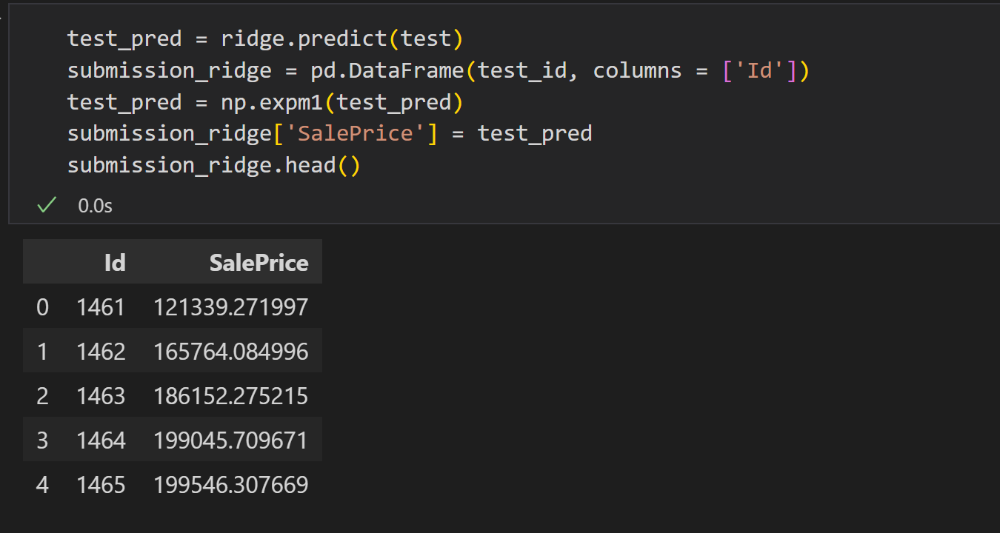 test_pred = ridge.predict(test)
submission_ridge = pd.DataFrame(test_id, columns = ['Id'])
test_pred = np.expm1(test_pred)
submission_ridge['SalePrice'] = test_pred
submission_ridge.head()
0.0s
Id SalePrice
0 1461 121339.271997
1 1462 165764.084996
2 1463 186152.275215
3 1464 199045.709671
4 1465 199546.307669